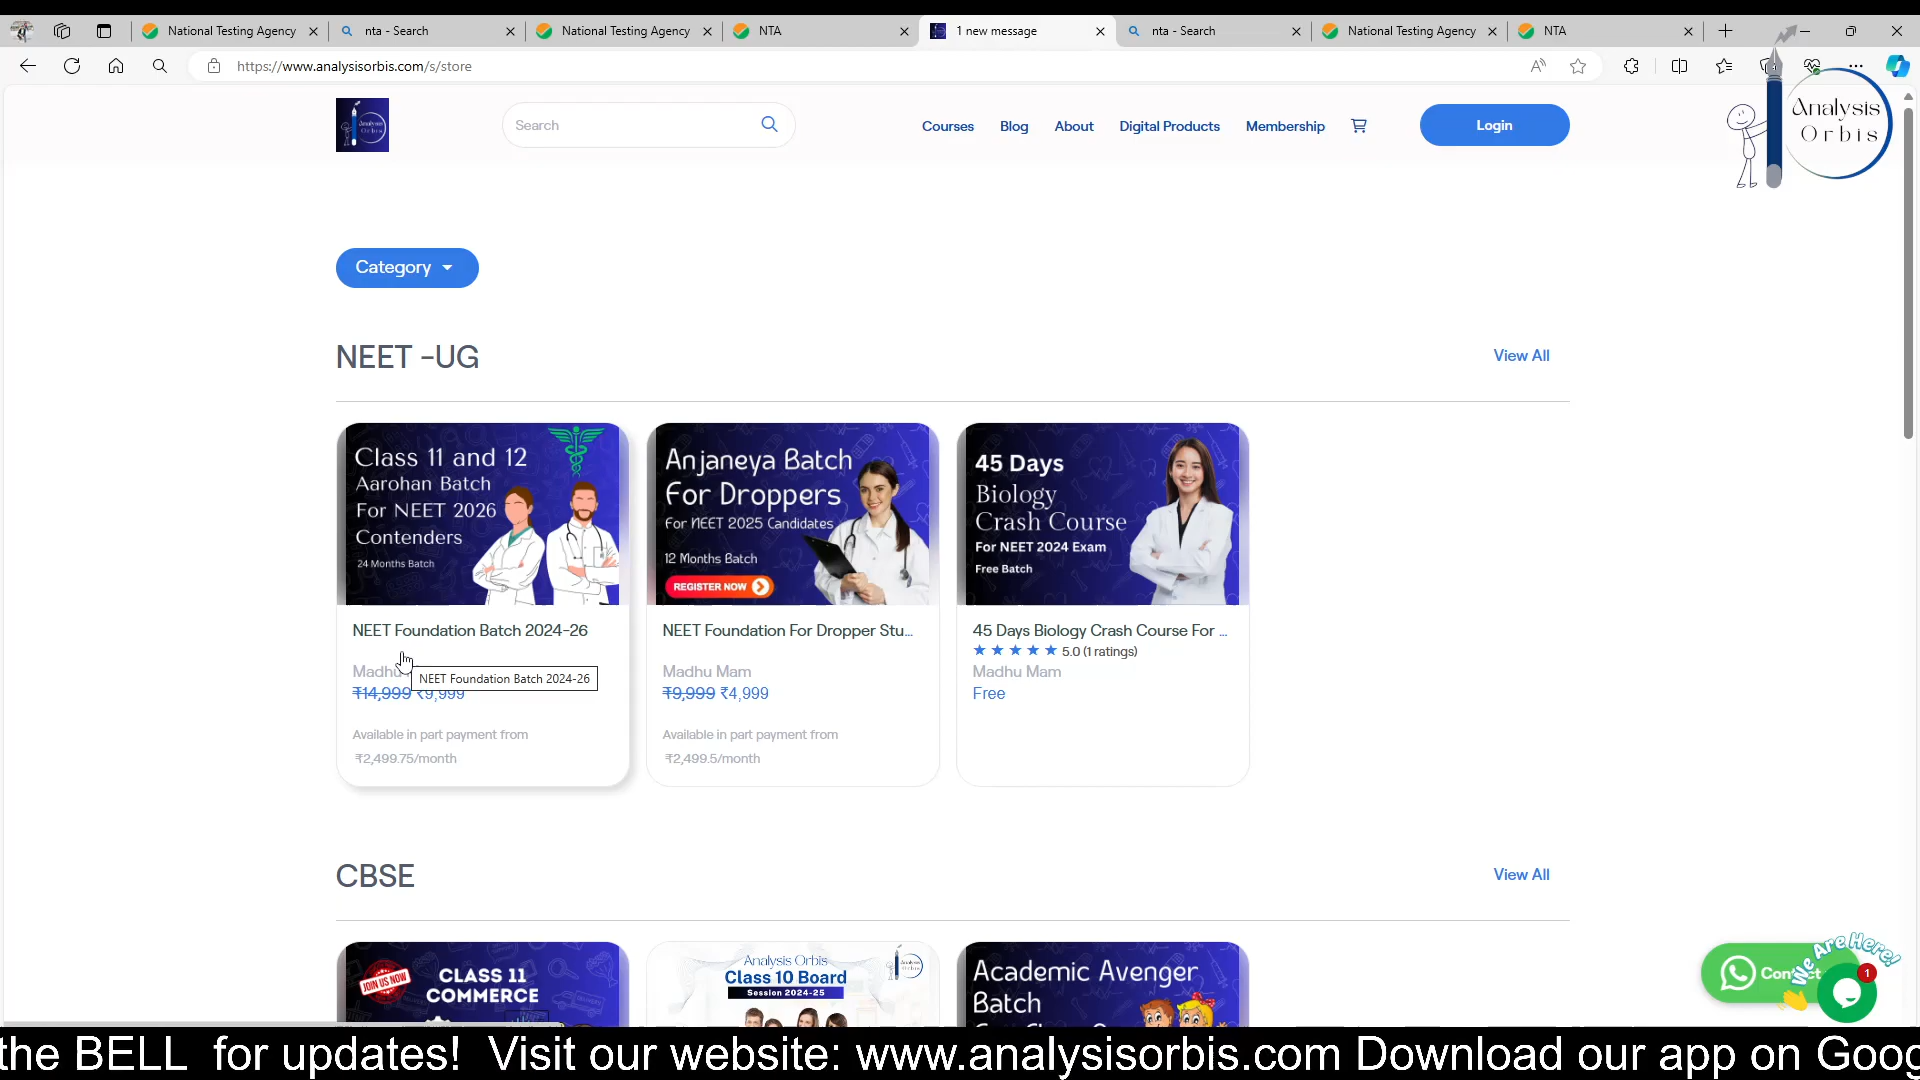 National Testing Agency
nta - Search
National Testing Agency
NTA
1 new message
nta - Search
National Testing Agency
NTA
https://www.analysisorbis.com/s/store
Analysis
Orbis
Search
Courses
Blog
About
Digital Products
Membership
Login
Analysis
Orbis
Category
NEET -UG
View All
Class 11 and 12
Aarohan Batch
For NEET 2026
Contenders
24 Months Batch
NEET Foundation Batch 2024-26
Madhu
NEET Foundation Batch 2024-26
₹14,999 ₹9,999
Available in part payment from
₹2,499.75/month
Anjaneya Batch
For Droppers
For NEET 2025 Candidates
12 Months Batch
REGISTER NOW
NEET Foundation For Dropper Stu...
Madhu Mam
₹9,999 ₹4,999
Available in part payment from
₹2,499.5/month
45 Days
Biology
Crash Course
For NEET 2024 Exam
Free Batch
45 Days Biology Crash Course For ...
5.0 (1 ratings)
Madhu Mam
Free
CBSE
View All
JOIN US NOW
CLASS 11
COMMERCE
Analysis Orbis
Class 10 Board
Session 2024-25
Academic Avenger
Batch
We Are Here!
1
the BELL for updates! Visit our website: www.analysisorbis.com Download our app on Goog